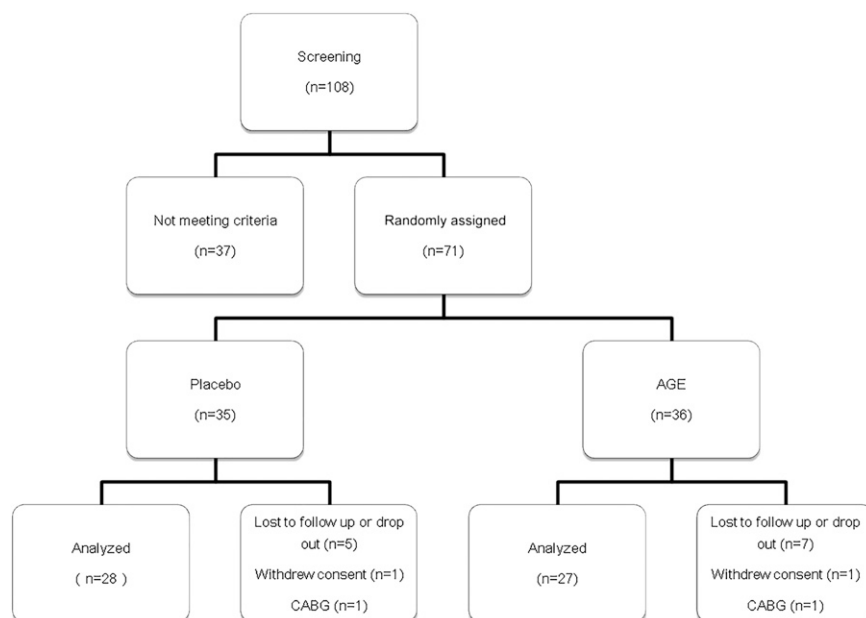 Screening
(n=108)
Not meeting criteria
(n=37)
Randomly assigned
(n=71)
Placebo
(n=35)
AGE
(n=36)
Analyzed
( n=28 )
Lost to follow up or drop
out (n=5)
Withdrew consent (n=1)
CABG (n=1)
Analyzed
(n=27)
Lost to follow up or drop
out (n=7)
Withdrew consent (n=1)
CABG (n=1)